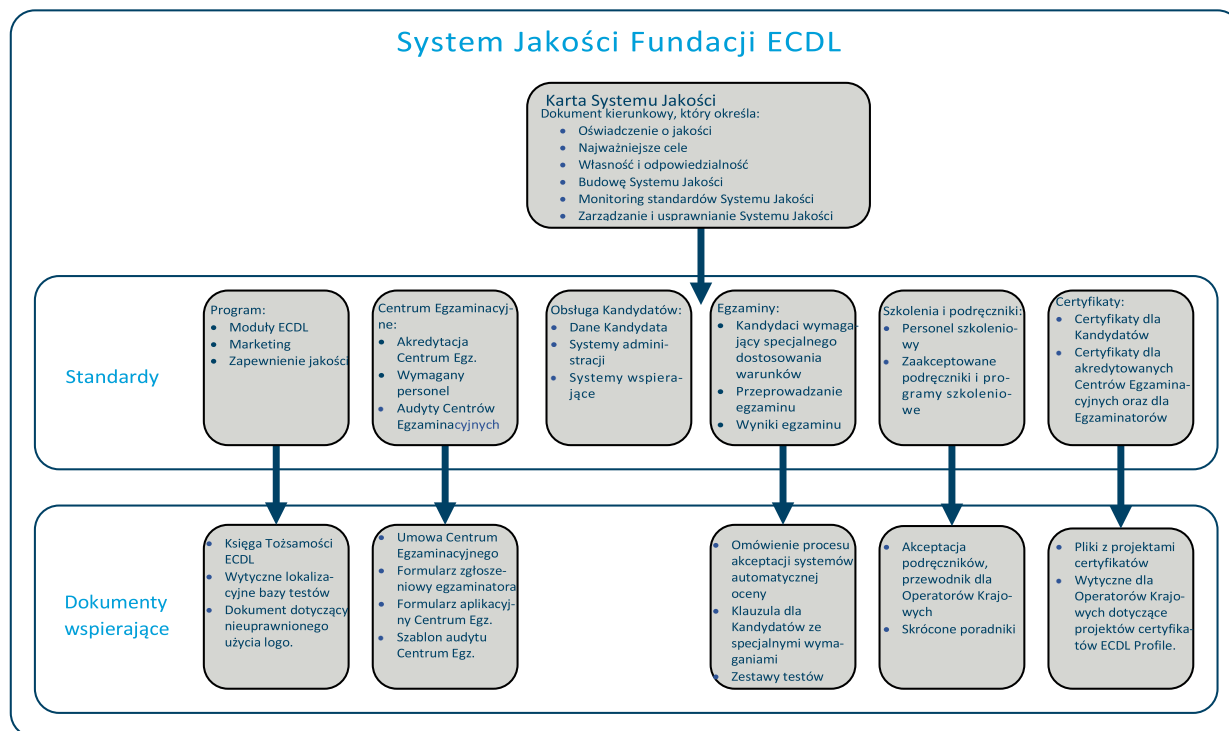 System Jakości Fundacji ECDL
Karta Systemu Jakości
Dokument kierunkowy, który określa:
• Oświadczenie o jakości
• Najważniejsze cele
• Własność i odpowiedzialność
• Budowę Systemu Jakości
• Monitoring standardów Systemu Jakości
• Zarządzanie i usprawnianie Systemu Jakości
Standardy
Program:
• Moduły ECDL
• Marketing
• Zapewnienie jakości
Centrum Egzaminacyj-
ne:
• Akredytacja
Centrum Egz.
• Wymagany
personel
• Audyty Centrów
Egzaminacyjnych
Obsługa Kandydatów:
• Dane Kandydata
• Systemy admini-
stracji
• Systemy wspiera-
jące
Egzaminy:
• Kandydaci wymaga-
jący specjalnego
dostosowania
warunków
• Przeprowadzanie
egzaminu
• Wyniki egzaminu
Szkolenia i podręczniki:
• Personel szkolenio-
wy
• Zaakceptowane
podręczniki i pro-
gramy szkolenio-
we
Certyfikaty:
• Certyfikaty dla
Kandydatów
• Certyfikaty dla
akredytowanych
Centrów Egzamina-
cyjnych oraz dla
Egzaminatorów
Dokumenty
wspierające
• Księga Tożsamości
ECDL
• Wytyczne lokaliza-
cyjne bazy testów
• Dokument dotyczący
nieuprawnionego
użycia logo.
• Umowa Centrum
Egzaminacyjnego
• Formularz zgłosze-
niowy egzaminatora
• Formularz aplikacyj-
ny Centrum Egz.
• Szablon audytu
Centrum Egz.
• Omówienie procesu
akceptacji systemów
automatycznej
oceny
• Klauzula dla
Kandydatów ze
specjalnymi wyma-
ganiami
• Zestawy testów
• Akceptacja
podręczników,
przewodnik dla
Operatorów Krajo-
wych
• Skrócone poradniki
• Pliki z projektami
certyfikatów
• Wytyczne dla
Operatorów Krajo-
wych dotyczące
projektów certyfika-
tów ECDL Profile.